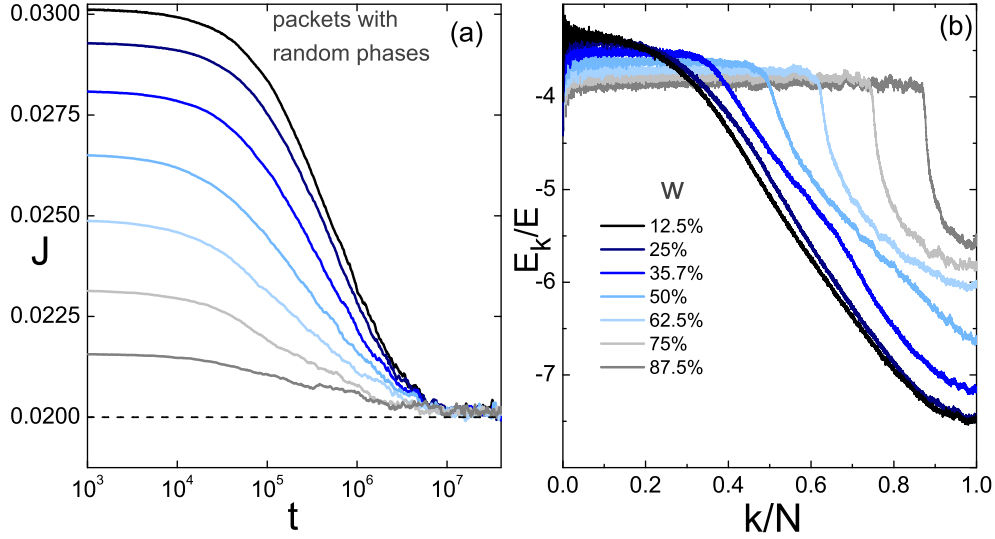 packets with
random phases
(a)
0.0300
0.0275
0.0250
0.0225
0.0200
J
10³ 10⁴ 10⁵ 10⁶ 10⁷
t
(b)
-4
-5
-6
-7
Eₖ/E
W
12.5%
25%
35.7%
50%
62.5%
75%
87.5%
0.0 0.2 0.4 0.6 0.8 1.0
k/N